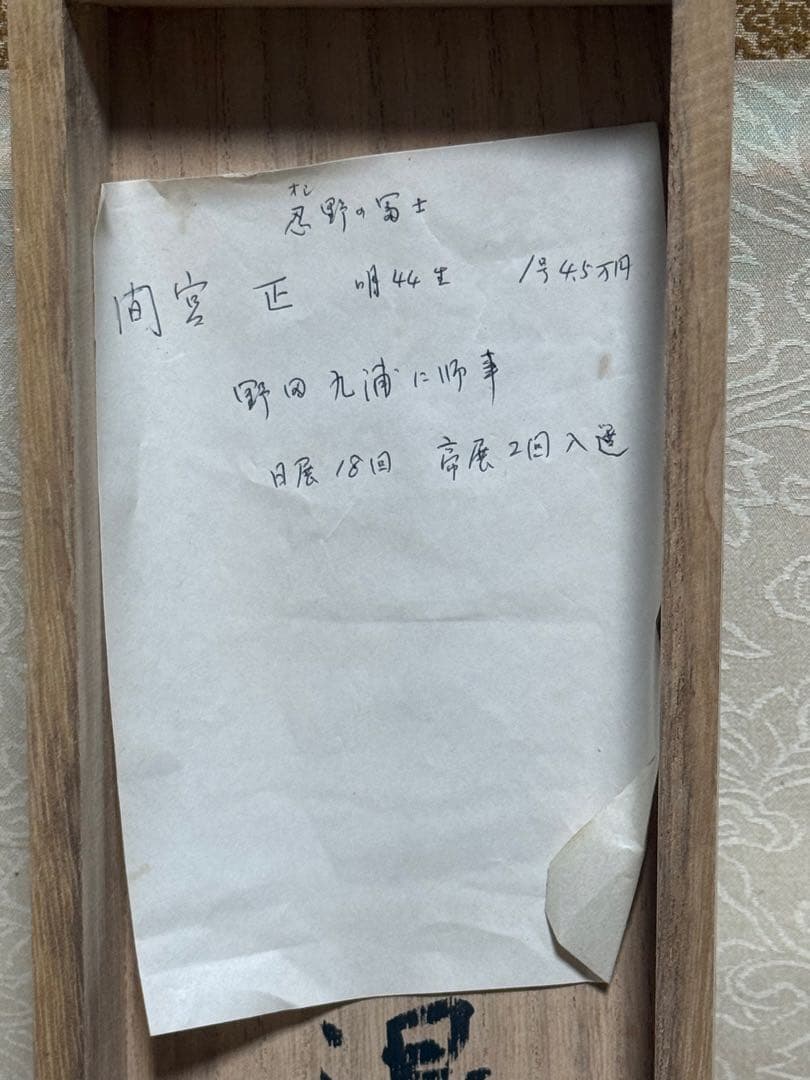 オシ
忍野の富士
間宮 正 明44生 1号4.5万円
野田九浦に師事
日展18回 帝展2回入選